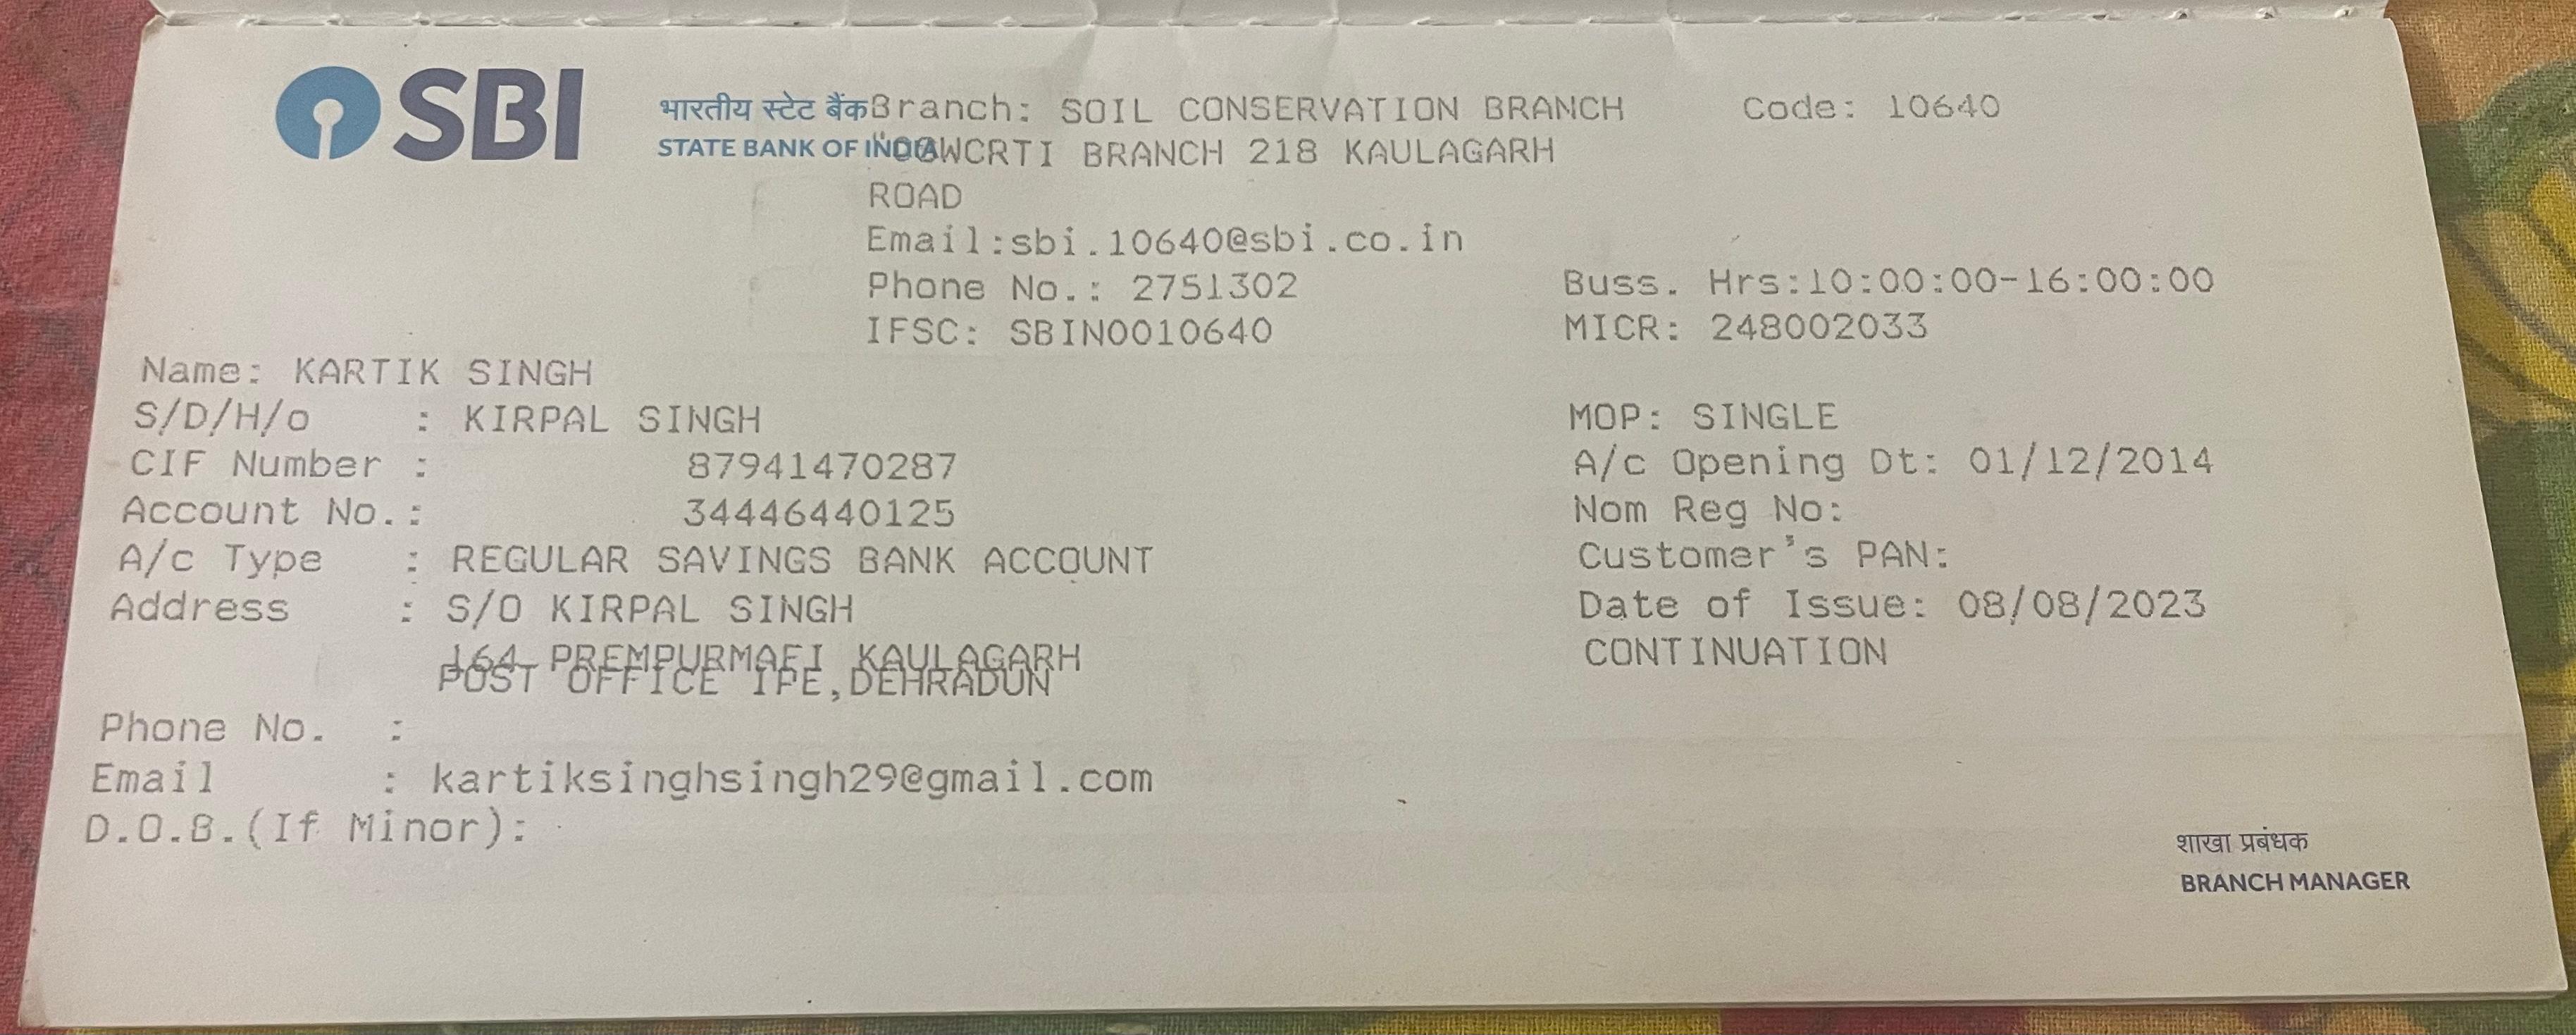 SBI
भारतीय स्टेट बैंक Branch: SOIL CONSERVATION BRANCH Code: 10640
STATE BANK OF INDIA CRTI BRANCH 218 KAULAGARH
ROAD
Email:sbi.10640@sbi.co.in
Phone No.: 2751302 Buss. Hrs:10:00:00-16:00:00
IFSC: SBIN0010640 MICR: 248002033
Name: KARTIK SINGH
S/D/H/o : KIRPAL SINGH MOP: SINGLE
CIF Number : 87941470287 A/c Opening Dt: 01/12/2014
Account No.: 34446440125 Nom Reg No:
A/c Type : REGULAR SAVINGS BANK ACCOUNT Customer's PAN:
Address : S/O KIRPAL SINGH Date of Issue: 08/08/2023
164 PREMPURMAFI KAULAGARH CONTINUATION
POST OFFICE IPE,DEHRADUN
Phone No. :
Email : kartiksinghsingh29@gmail.com
D.O.B.(If Minor):
शाखा प्रबंधक
BRANCH MANAGER